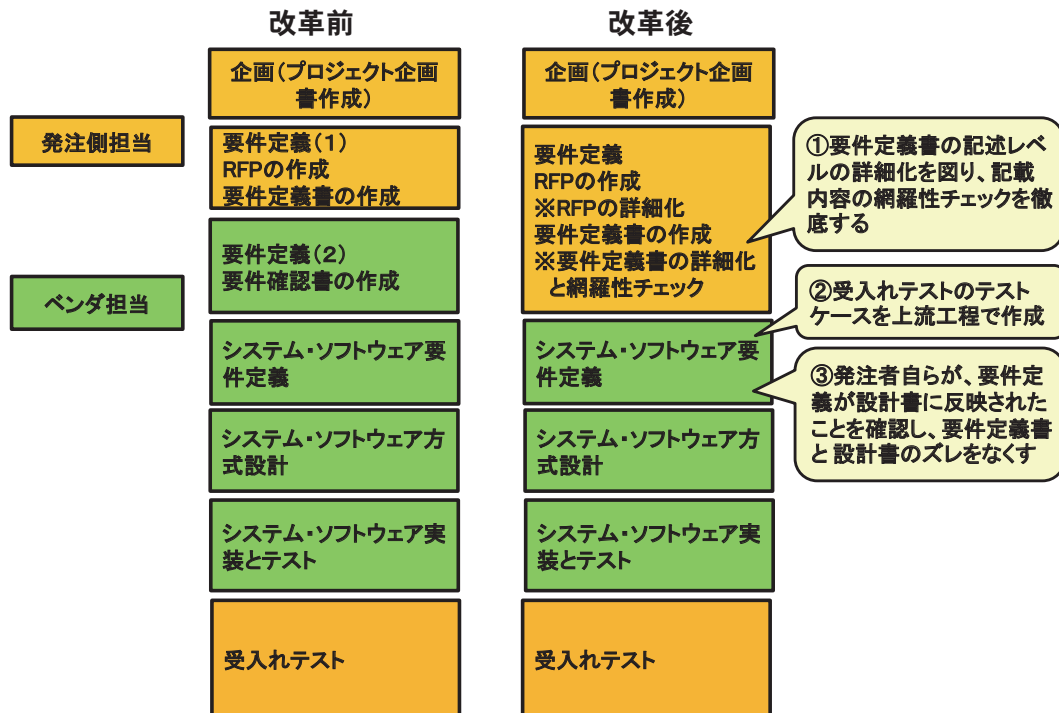 改革前
改革後
発注側担当
ベンダ担当
企画(プロジェクト企画
書作成)
要件定義(1)
RFPの作成
要件定義書の作成
要件定義(2)
要件確認書の作成
システム・ソフトウェア要
件定義
システム・ソフトウェア方
式設計
システム・ソフトウェア実
装とテスト
受入れテスト
企画(プロジェクト企画
書作成)
要件定義
RFPの作成
※RFPの詳細化
要件定義書の作成
※要件定義書の詳細化
と網羅性チェック
システム・ソフトウェア要
件定義
システム・ソフトウェア方
式設計
システム・ソフトウェア実
装とテスト
受入れテスト
①要件定義書の記述レベ
ルの詳細化を図り、記載
内容の網羅性チェックを徹
底する
②受入れテストのテスト
ケースを上流工程で作成
③発注者自らが、要件定
義が設計書に反映された
ことを確認し、要件定義書
と 設計書のズレをなくす